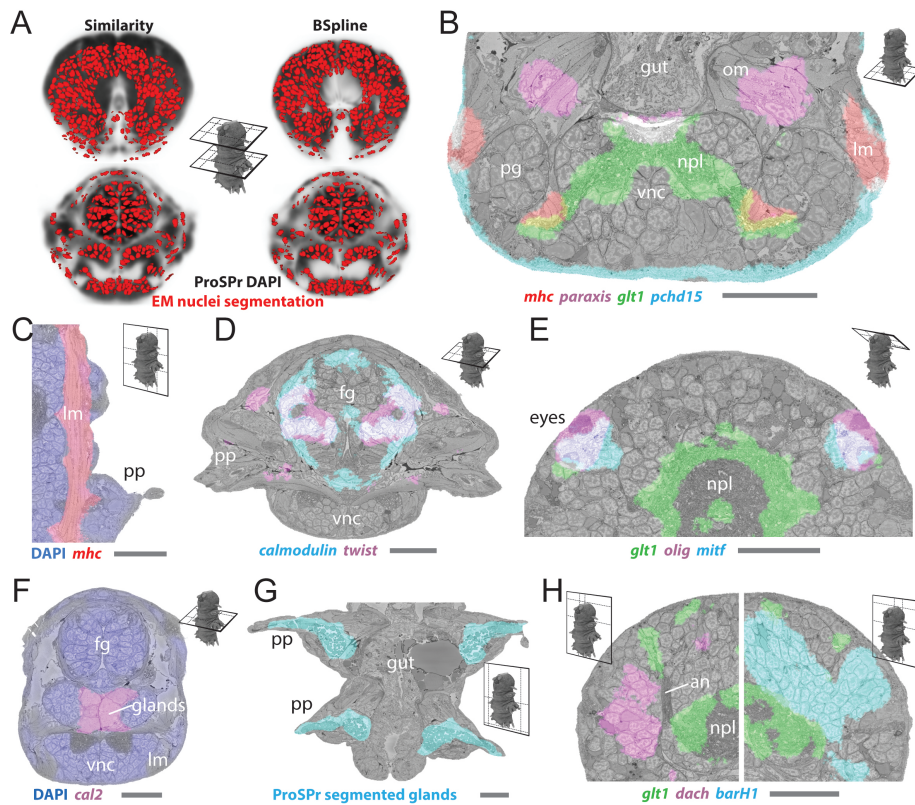 A
Similarity
BSpline
ProSPr DAPI
EM nuclei segmentation
B
gut
om
lm
pg
npl
vnc
mhc paraxis glt1 pchd15
C
lm
pp
DAPI mhc
D
fg
pp
vnc
calmodulin twist
E
eyes
npl
glt1 olig mitf
F
fg
glands
vnc
lm
DAPI cal2
G
pp
gut
pp
ProSPr segmented glands
H
an
npl
glt1 dach barH1